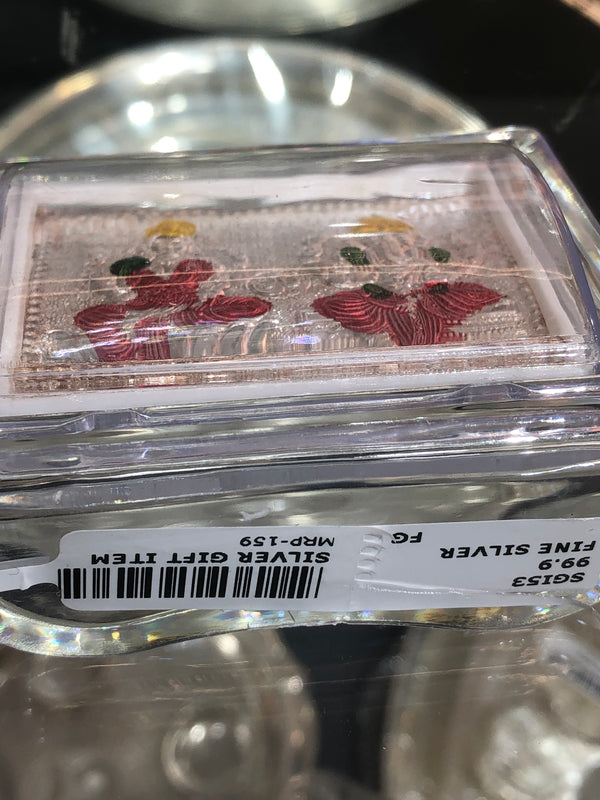 SGI53
99.9
FINE SILVER
FG
SILVER GIFT ITEM
MRP-159